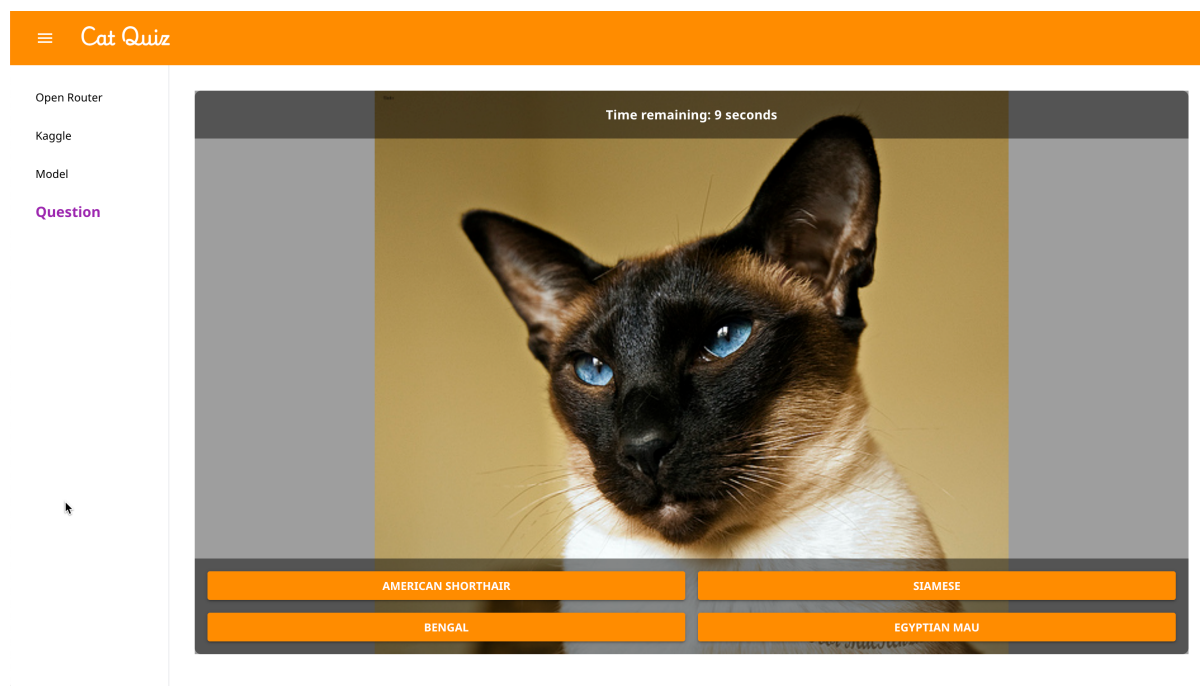 Cat Quiz
Open Router
Kaggle
Model
Question
Time remaining: 9 seconds
AMERICAN SHORTHAIR
SIAMESE
BENGAL
EGYPTIAN MAU